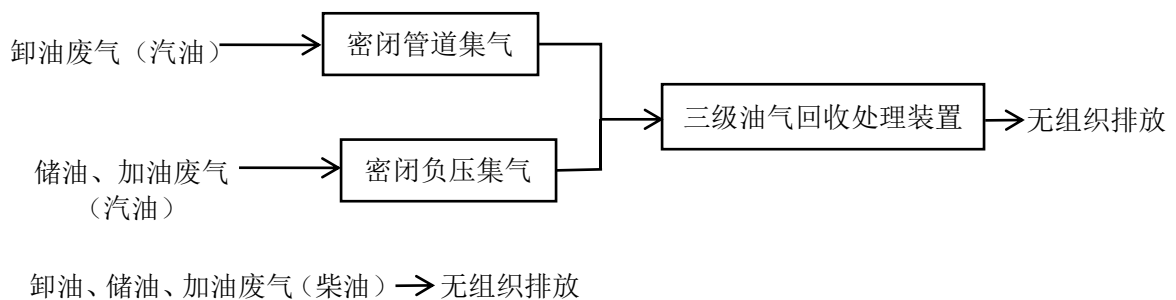 卸油废气（汽油）
密闭管道集气
三级油气回收处理装置
无组织排放
储油、加油废气
（汽油）
密闭负压集气
卸油、储油、加油废气（柴油）
无组织排放